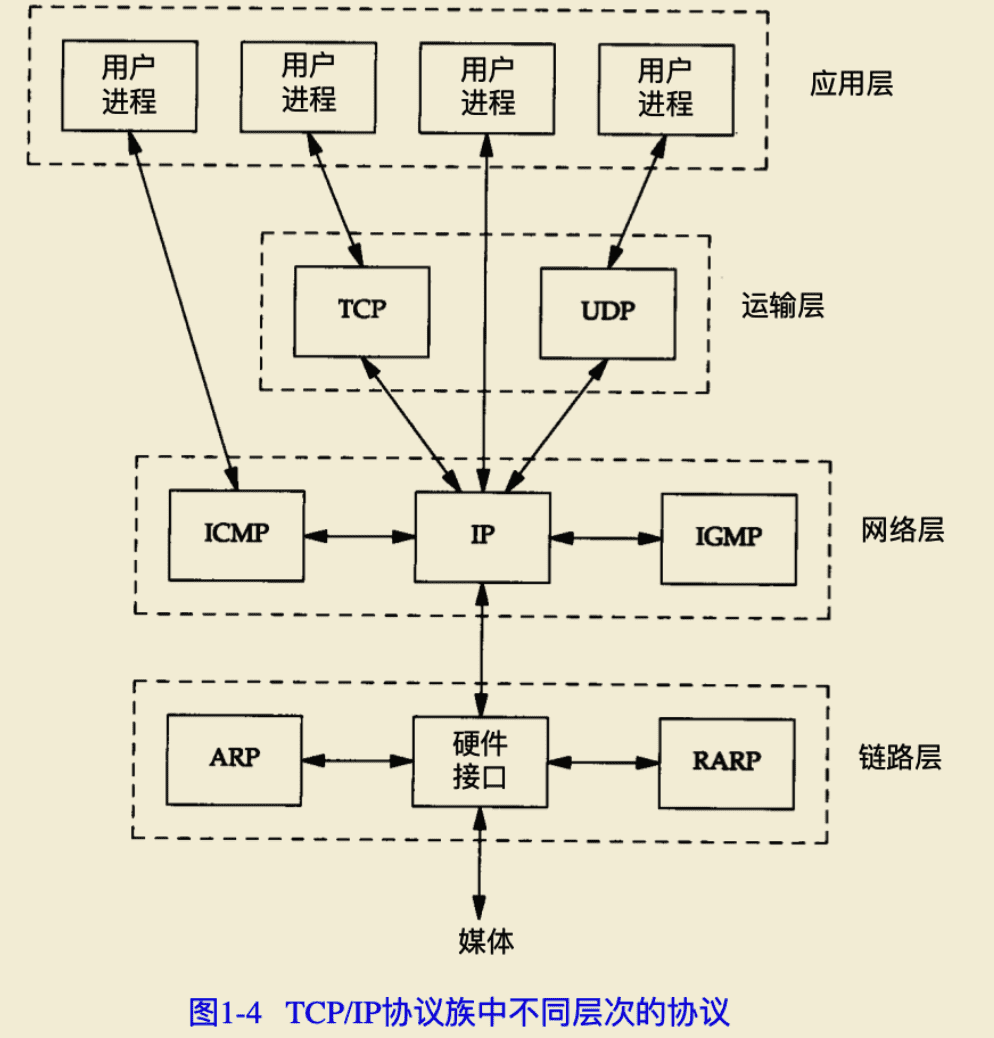 用户
进程
用户
进程
用户
进程
用户
进程
应用层
TCP
UDP
运输层
ICMP
IP
IGMP
网络层
ARP
硬件
接口
RARP
链路层
媒体
图1-4 TCP/IP协议族中不同层次的协议